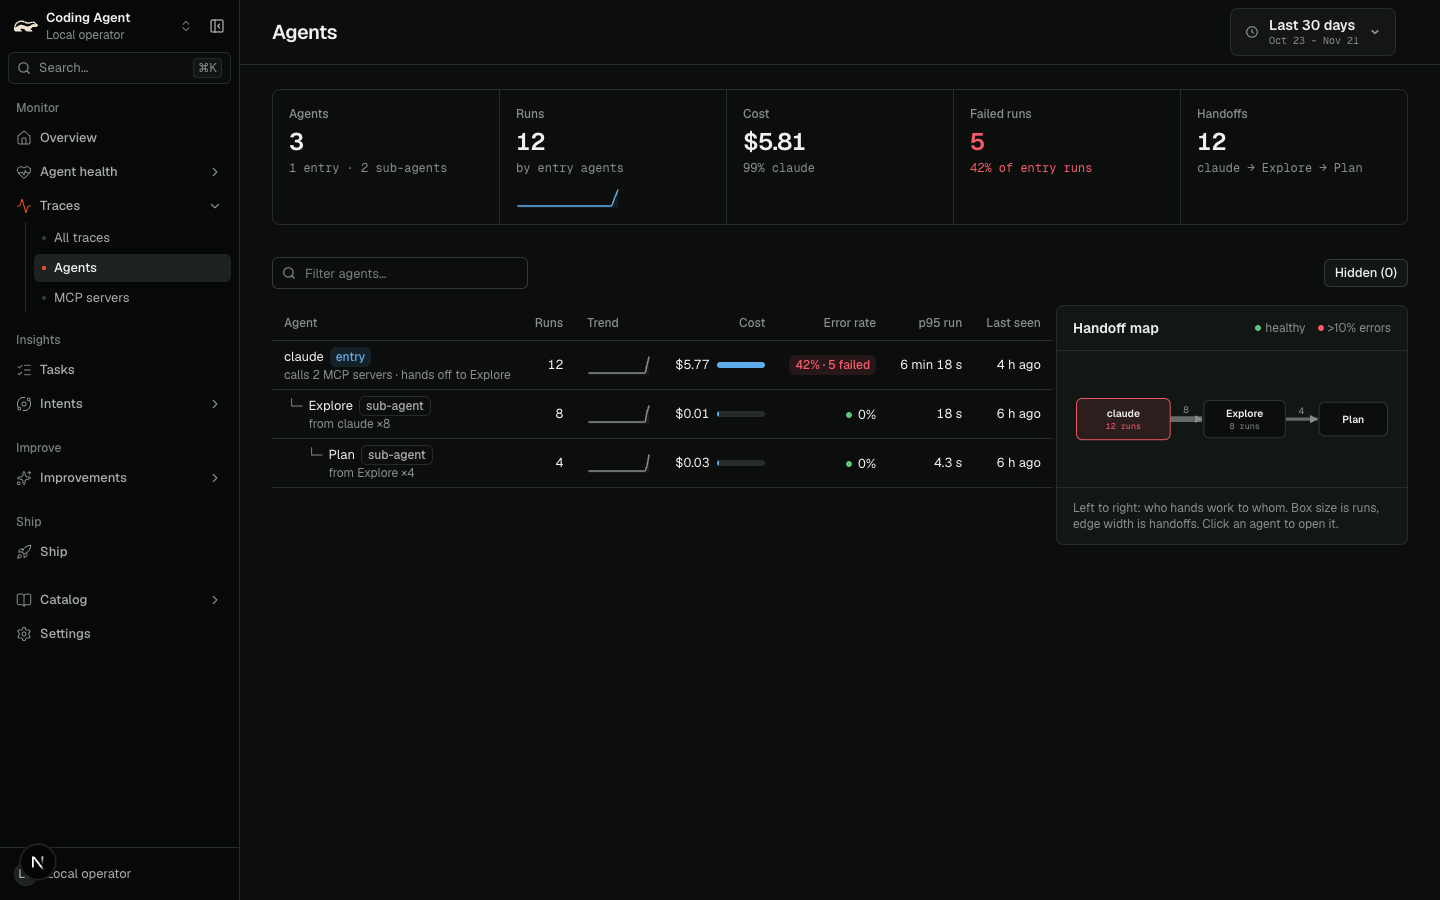 Coding Agent
Local operator
Search…
⌘K
Monitor
Overview
Agent health
Traces
All traces
Agents
MCP servers
Insights
Tasks
Intents
Improve
Improvements
Ship
Ship
Catalog
Settings
N
Local operator
Agents
Last 30 days
Oct 23 – Nov 21
Agents
3
1 entry · 2 sub-agents
Runs
12
by entry agents
Cost
$5.81
99% claude
Failed runs
5
42% of entry runs
Handoffs
12
claude → Explore → Plan
Filter agents…
Hidden (0)
Agent Runs Trend Cost Error rate p95 run Last seen
claude entry 12 $5.77 42% · 5 failed 6 min 18 s 4 h ago
calls 2 MCP servers · hands off to Explore
Explore sub-agent 8 $0.01 0% 18 s 6 h ago
from claude ×8
Plan sub-agent 4 $0.03 0% 4.3 s 6 h ago
from Explore ×4
Handoff map
healthy >10% errors
claude
12 runs
8
Explore
8 runs
4
Plan
Left to right: who hands work to whom. Box size is runs,
edge width is handoffs. Click an agent to open it.